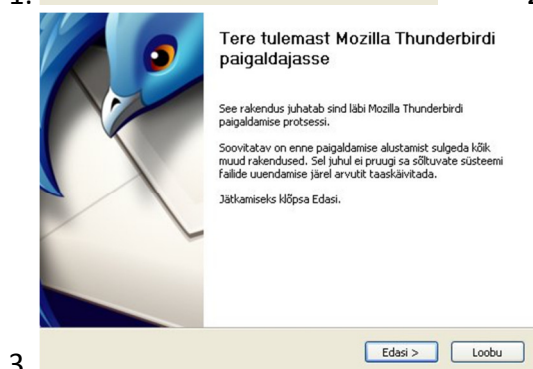 1.
Tere tulemast Mozilla Thunderbirdi
paigaldajasse
See rakendus juhatab sind läbi Mozilla Thunderbirdi
paigaldamise protsessi.
Soovitatav on enne paigaldamise alustamist sulgeda kõik
muud rakendused. Sel juhul ei pruugi sa sõltuvate süsteemi
failide uuendamise järel arvutit taaskäivitada.
Jätkamiseks klõpsa Edasi.
Edasi > Loobu
3